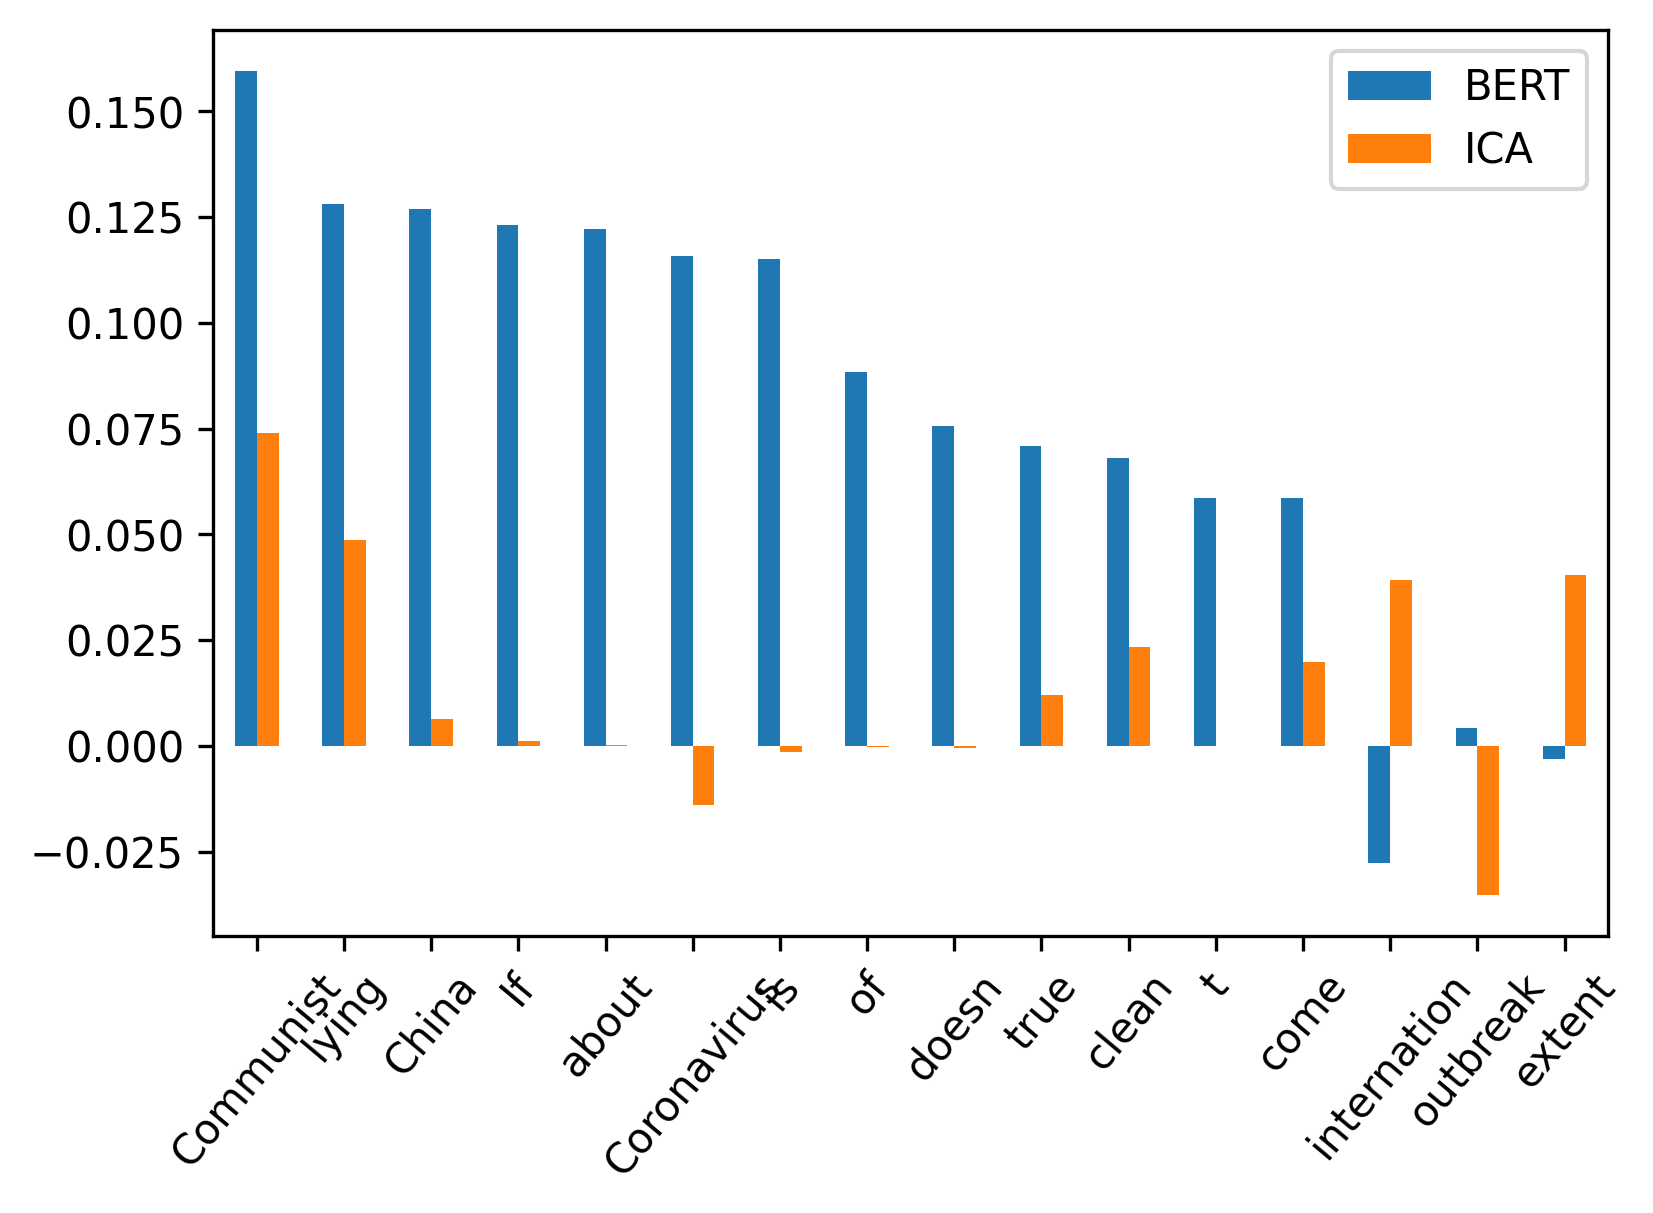 BERT
ICA
0.150
0.125
0.100
0.075
0.050
0.025
0.000
−0.025
Communist
lying
China
If
about
Coronavirus
is
of
doesn
true
clean
t
come
internation
outbreak
extent